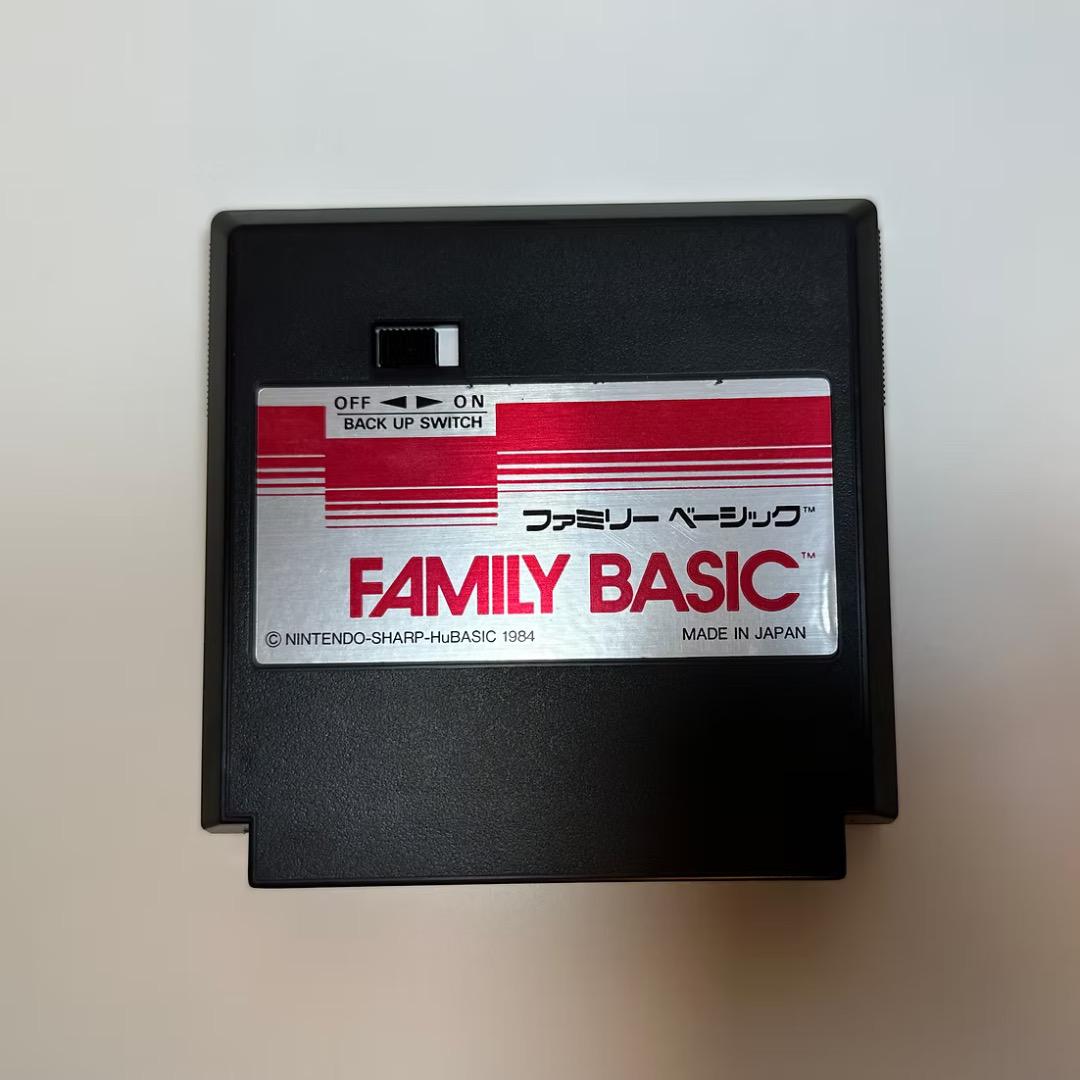 OFF ◀ ▶ ON
BACK UP SWITCH
ファミリー ベーシック™
FAMILY BASIC™
© NINTENDO-SHARP-HuBASIC 1984 MADE IN JAPAN